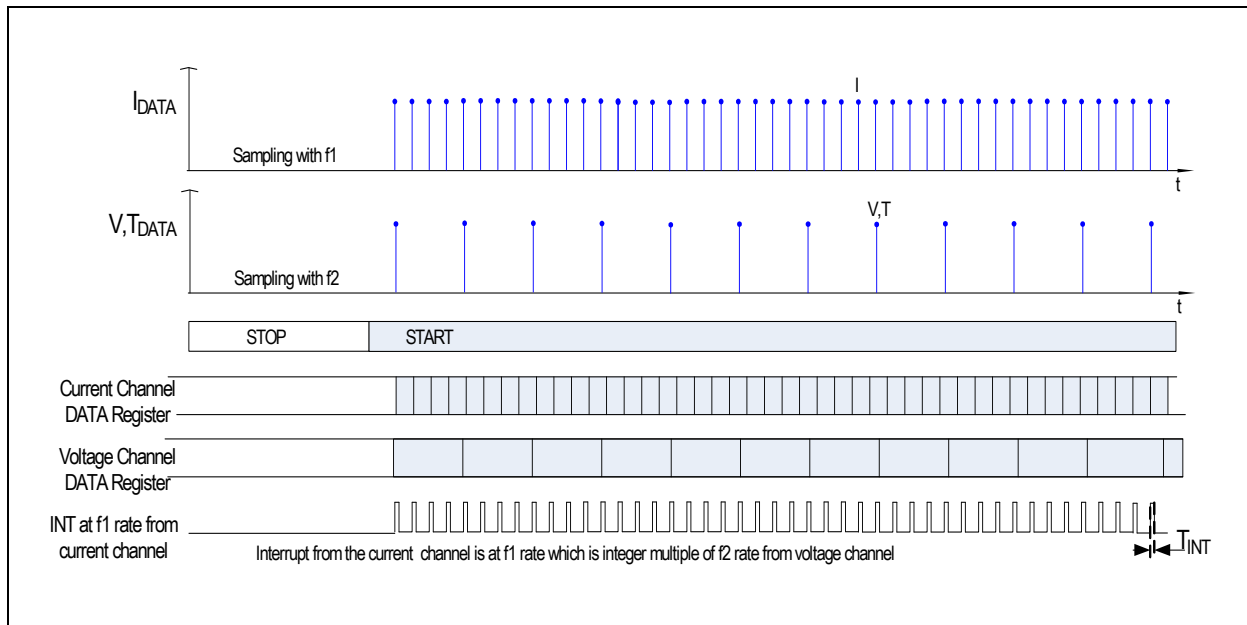 I
IDATA
Sampling with f1
t
V,T
V,TDATA
Sampling with f2
t
STOP
START
Current Channel
DATA Register
Voltage Channel
DATA Register
INT at f1 rate from
current channel
Interrupt from the current channel is at f1 rate which is integer multiple of f2 rate from voltage channel
TINT